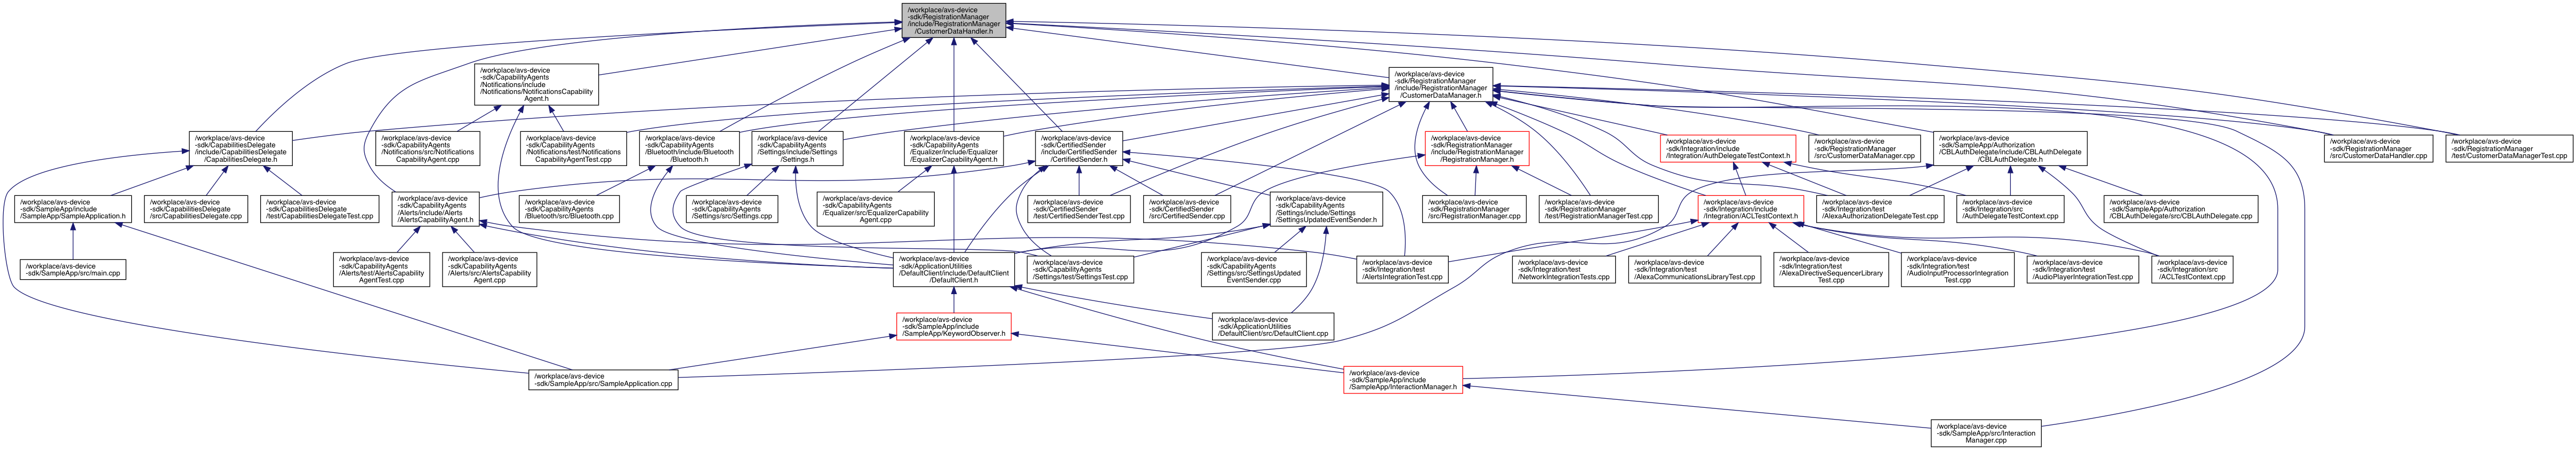 /workplace/avs-device
-sdk/RegistrationManager
/include/RegistrationManager
/CustomerDataHandler.h
/workplace/avs-device
-sdk/CapabilityAgents
/Notifications/include
/Notifications/NotificationsCapability
Agent.h
/workplace/avs-device
-sdk/RegistrationManager
/include/RegistrationManager
/CustomerDataManager.h
/workplace/avs-device
-sdk/CapabilitiesDelegate
/include/CapabilitiesDelegate
/CapabilitiesDelegate.h
/workplace/avs-device
-sdk/CapabilityAgents
/Notifications/src/Notifications
CapabilityAgent.cpp
/workplace/avs-device
-sdk/CapabilityAgents
/Notifications/test/Notifications
CapabilityAgentTest.cpp
/workplace/avs-device
-sdk/CapabilityAgents
/Bluetooth/include/Bluetooth
/Bluetooth.h
/workplace/avs-device
-sdk/CapabilityAgents
/Settings/include/Settings
/Settings.h
/workplace/avs-device
-sdk/CapabilityAgents
/Equalizer/include/Equalizer
/EqualizerCapabilityAgent.h
/workplace/avs-device
-sdk/CertifiedSender
/include/CertifiedSender
/CertifiedSender.h
/workplace/avs-device
-sdk/RegistrationManager
/include/RegistrationManager
/RegistrationManager.h
/workplace/avs-device
-sdk/Integration/include
/Integration/AuthDelegateTestContext.h
/workplace/avs-device
-sdk/RegistrationManager
/src/CustomerDataManager.cpp
/workplace/avs-device
-sdk/SampleApp/Authorization
/CBLAuthDelegate/include/CBLAuthDelegate
/CBLAuthDelegate.h
/workplace/avs-device
-sdk/RegistrationManager
/src/CustomerDataHandler.cpp
/workplace/avs-device
-sdk/RegistrationManager
/test/CustomerDataManagerTest.cpp
/workplace/avs-device
-sdk/SampleApp/include
/SampleApp/SampleApplication.h
/workplace/avs-device
-sdk/CapabilitiesDelegate
/src/CapabilitiesDelegate.cpp
/workplace/avs-device
-sdk/CapabilitiesDelegate
/test/CapabilitiesDelegateTest.cpp
/workplace/avs-device
-sdk/CapabilityAgents
/Alerts/include/Alerts
/AlertsCapabilityAgent.h
/workplace/avs-device
-sdk/CapabilityAgents
/Bluetooth/src/Bluetooth.cpp
/workplace/avs-device
-sdk/CapabilityAgents
/Settings/src/Settings.cpp
/workplace/avs-device
-sdk/CapabilityAgents
/Equalizer/src/EqualizerCapability
Agent.cpp
/workplace/avs-device
-sdk/CertifiedSender
/test/CertifiedSenderTest.cpp
/workplace/avs-device
-sdk/CertifiedSender
/src/CertifiedSender.cpp
/workplace/avs-device
-sdk/CapabilityAgents
/Settings/include/Settings
/SettingsUpdatedEventSender.h
/workplace/avs-device
-sdk/RegistrationManager
/src/RegistrationManager.cpp
/workplace/avs-device
-sdk/RegistrationManager
/test/RegistrationManagerTest.cpp
/workplace/avs-device
-sdk/Integration/include
/Integration/ACLTestContext.h
/workplace/avs-device
-sdk/Integration/test
/AlexaAuthorizationDelegateTest.cpp
/workplace/avs-device
-sdk/Integration/src
/AuthDelegateTestContext.cpp
/workplace/avs-device
-sdk/SampleApp/Authorization
/CBLAuthDelegate/src/CBLAuthDelegate.cpp
/workplace/avs-device
-sdk/SampleApp/src/main.cpp
/workplace/avs-device
-sdk/CapabilityAgents
/Alerts/test/AlertsCapability
AgentTest.cpp
/workplace/avs-device
-sdk/CapabilityAgents
/Alerts/src/AlertsCapability
Agent.cpp
/workplace/avs-device
-sdk/ApplicationUtilities
/DefaultClient/include/DefaultClient
/DefaultClient.h
/workplace/avs-device
-sdk/CapabilityAgents
/Settings/test/SettingsTest.cpp
/workplace/avs-device
-sdk/CapabilityAgents
/Settings/src/SettingsUpdated
EventSender.cpp
/workplace/avs-device
-sdk/Integration/test
/AlertsIntegrationTest.cpp
/workplace/avs-device
-sdk/Integration/test
/NetworkIntegrationTests.cpp
/workplace/avs-device
-sdk/Integration/test
/AlexaCommunicationsLibraryTest.cpp
/workplace/avs-device
-sdk/Integration/test
/AlexaDirectiveSequencerLibrary
Test.cpp
/workplace/avs-device
-sdk/Integration/test
/AudioInputProcessorIntegration
Test.cpp
/workplace/avs-device
-sdk/Integration/test
/AudioPlayerIntegrationTest.cpp
/workplace/avs-device
-sdk/Integration/src
/ACLTestContext.cpp
/workplace/avs-device
-sdk/SampleApp/include
/SampleApp/KeywordObserver.h
/workplace/avs-device
-sdk/ApplicationUtilities
/DefaultClient/src/DefaultClient.cpp
/workplace/avs-device
-sdk/SampleApp/src/SampleApplication.cpp
/workplace/avs-device
-sdk/SampleApp/include
/SampleApp/InteractionManager.h
/workplace/avs-device
-sdk/SampleApp/src/Interaction
Manager.cpp